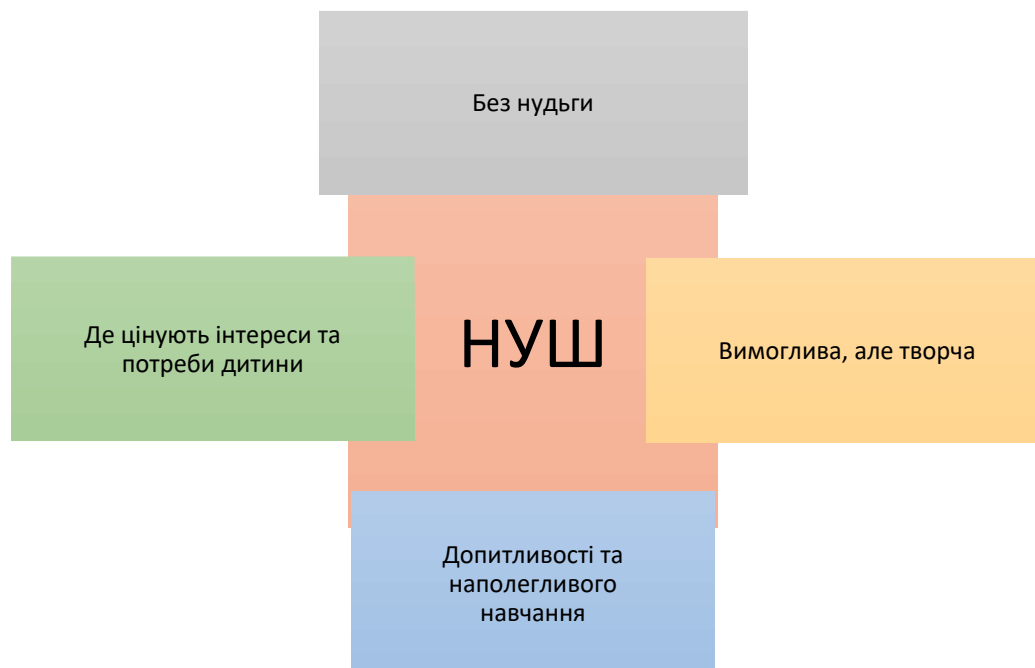 Без нудьги
Де цінують інтереси та
потреби дитини
НУШ
Вимоглива, але творча
Допитливості та
наполегливого
навчання